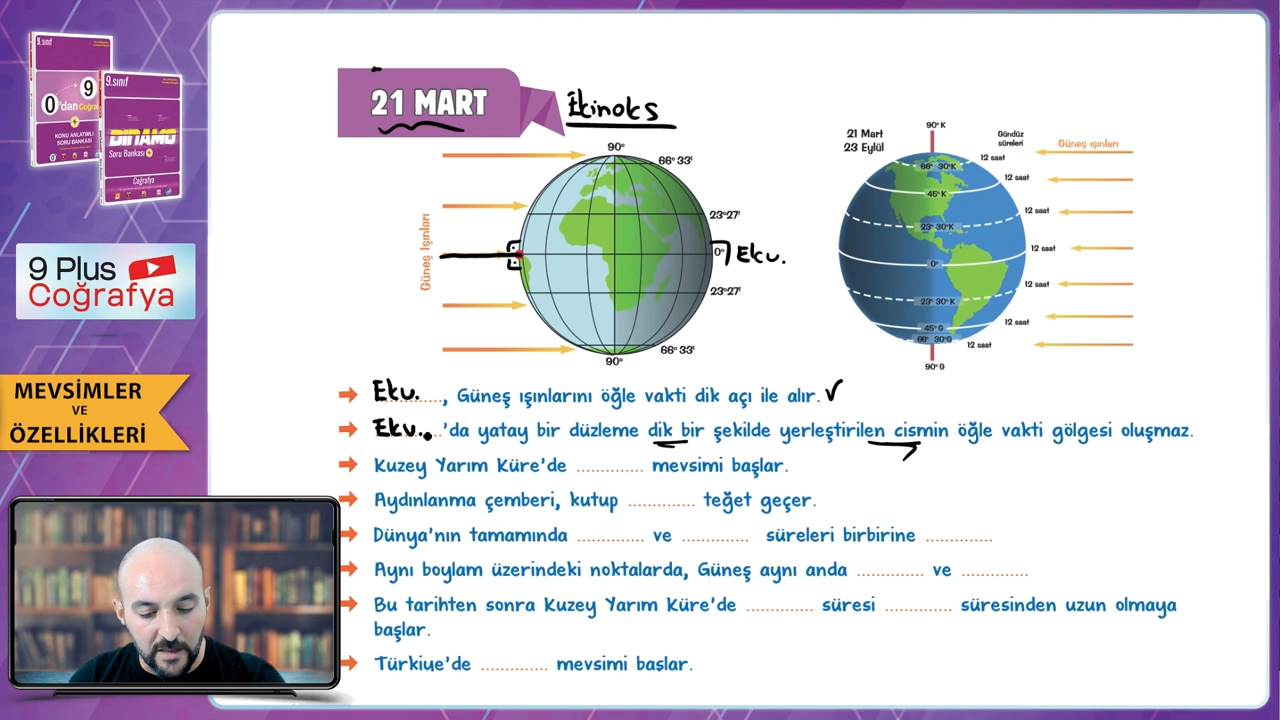 9.sınıf
0'dan 9 Coğrafya
KONU ANLATIMLI
SORU BANKASI
9.sınıf
DİNAMO
Soru Bankası
Coğrafya
9 Plus
Coğrafya
MEVSİMLER
VE
ÖZELLİKLERİ
21 MART
Ekinoks
Güneş Işınları
90°
66° 33'
23°27'
0° Eku.
23°27'
66° 33'
90°
21 Mart
23 Eylül
90° K
Gündüz
süreleri
Güneş ışınları
12 saat
66° 30'K
12 saat
45° K
12 saat
23° 30'K
12 saat
0°
12 saat
23° 30' K
12 saat
45° G
66° 30'G
12 saat
90° G
Eku. ........, Güneş ışınlarını öğle vakti dik açı ile alır. ✓
Eku. ........'da yatay bir düzleme dik bir şekilde yerleştirilen cismin öğle vakti gölgesi oluşmaz.
Kuzey Yarım Küre'de ............ mevsimi başlar.
Aydınlanma çemberi, kutup ............ teğet geçer.
Dünya'nın tamamında ............ ve ............ süreleri birbirine ............
Aynı boylam üzerindeki noktalarda, Güneş aynı anda ............ ve ............
Bu tarihten sonra Kuzey Yarım Küre'de ............ süresi ............ süresinden uzun olmaya
başlar.
Türkiye'de ............ mevsimi başlar.